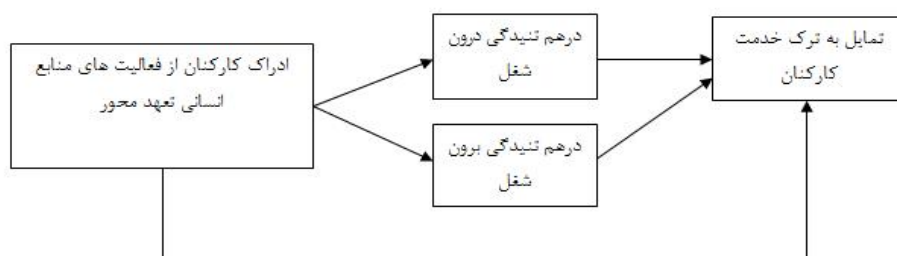 ادراک کارکنان از فعالیت های منابع
انسانی تعهد محور
درهم تنیدگی درون
شغل
درهم تنیدگی برون
شغل
تمایل به ترک خدمت
کارکنان